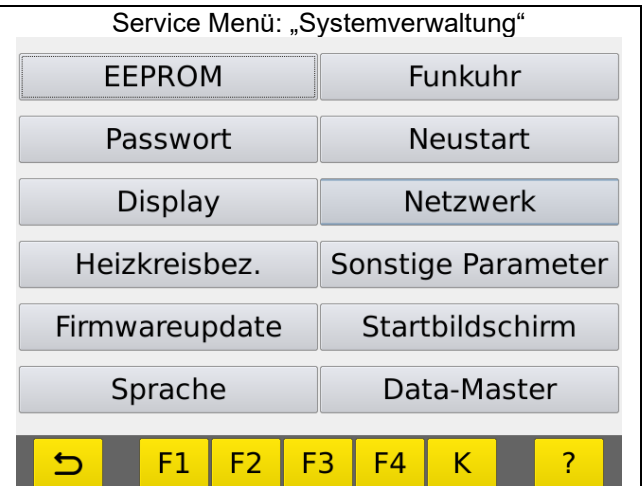 Service Menü: „Systemverwaltung“
EEPROM Funkuhr
Passwort Neustart
Display Netzwerk
Heizkreisbez. Sonstige Parameter
Firmwareupdate Startbildschirm
Sprache Data-Master
F1 F2 F3 F4 K ?